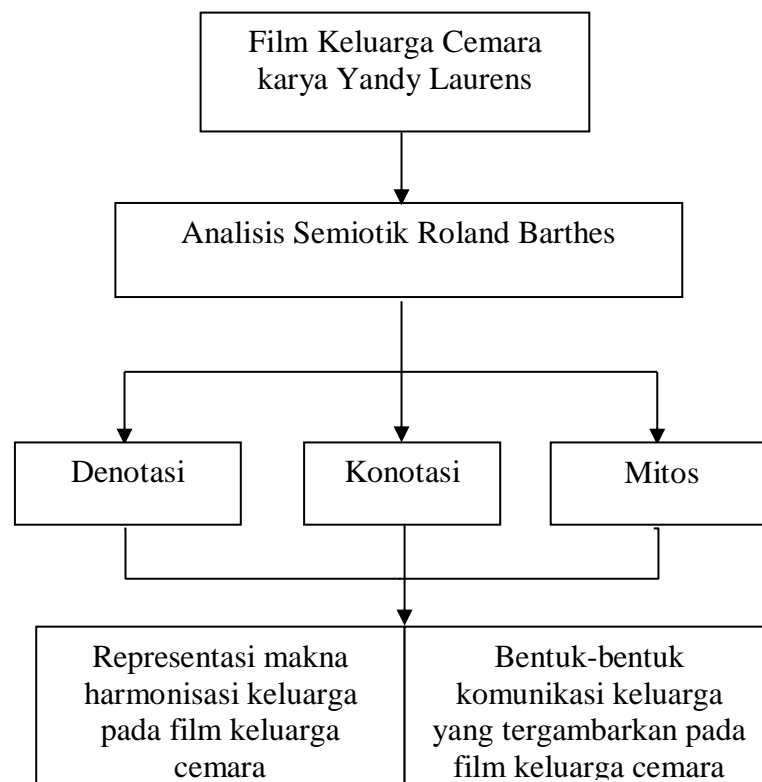 Film Keluarga Cemara
karya Yandy Laurens
Analisis Semiotik Roland Barthes
Denotasi
Konotasi
Mitos
Representasi makna
harmonisasi keluarga
pada film keluarga
cemara
Bentuk-bentuk
komunikasi keluarga
yang tergambarkan pada
film keluarga cemara